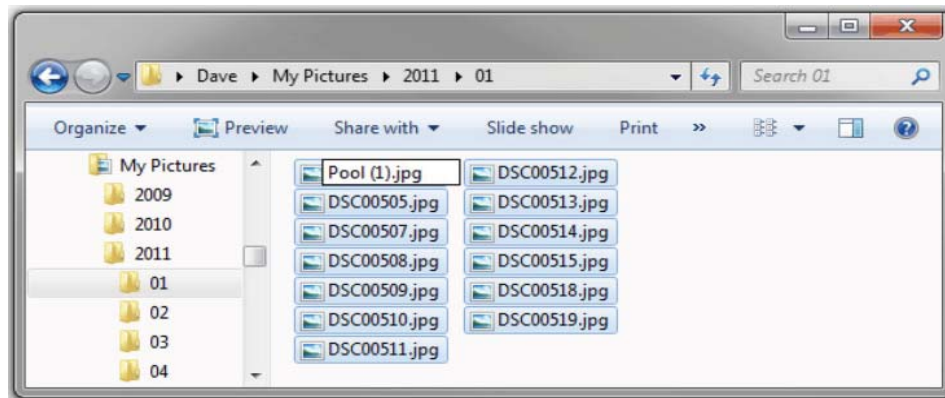 Dave ▸ My Pictures ▸ 2011 ▸ 01
Search 01
Organize Preview Share with Slide show Print »
My Pictures
2009
2010
2011
01
02
03
04
Pool (1).jpg
DSC00505.jpg
DSC00507.jpg
DSC00508.jpg
DSC00509.jpg
DSC00510.jpg
DSC00511.jpg
DSC00512.jpg
DSC00513.jpg
DSC00514.jpg
DSC00515.jpg
DSC00518.jpg
DSC00519.jpg